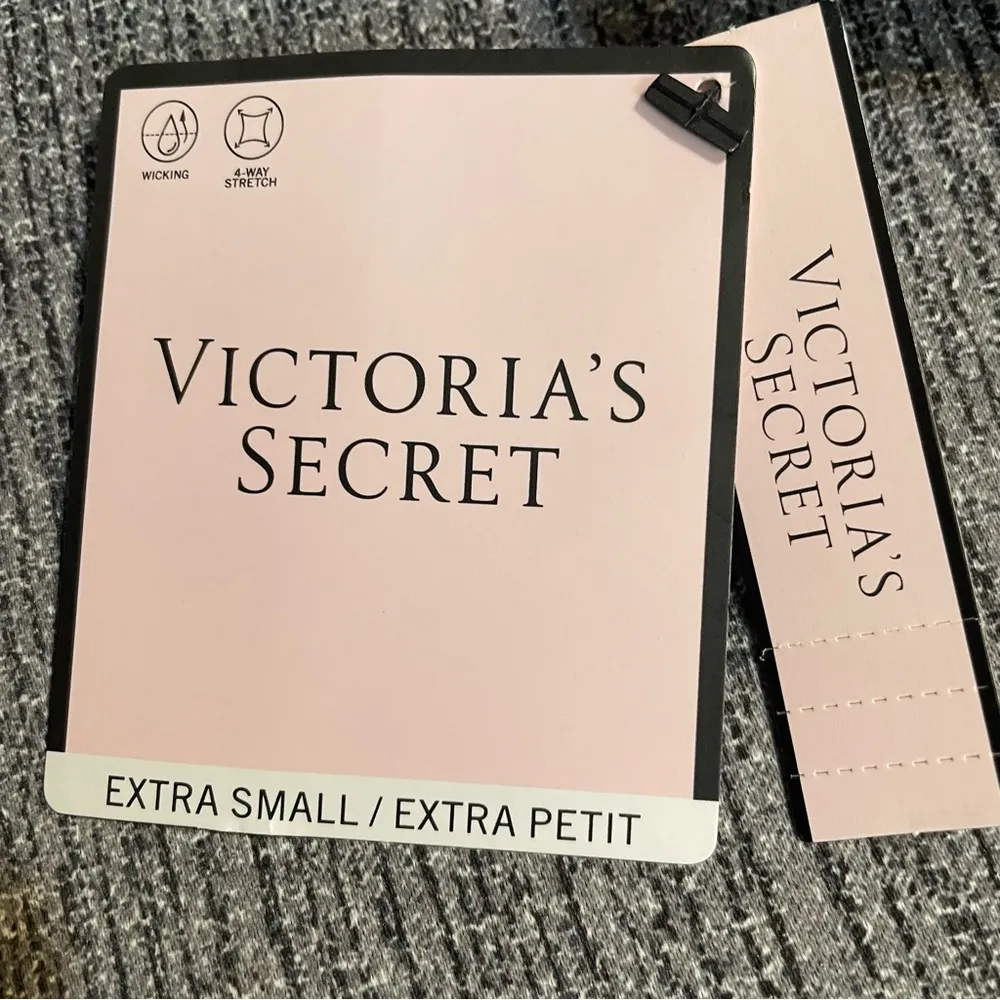 WICKING
4-WAY
STRETCH
VICTORIA'S
SECRET
EXTRA SMALL / EXTRA PETIT
VICTORIA'S
SECRET